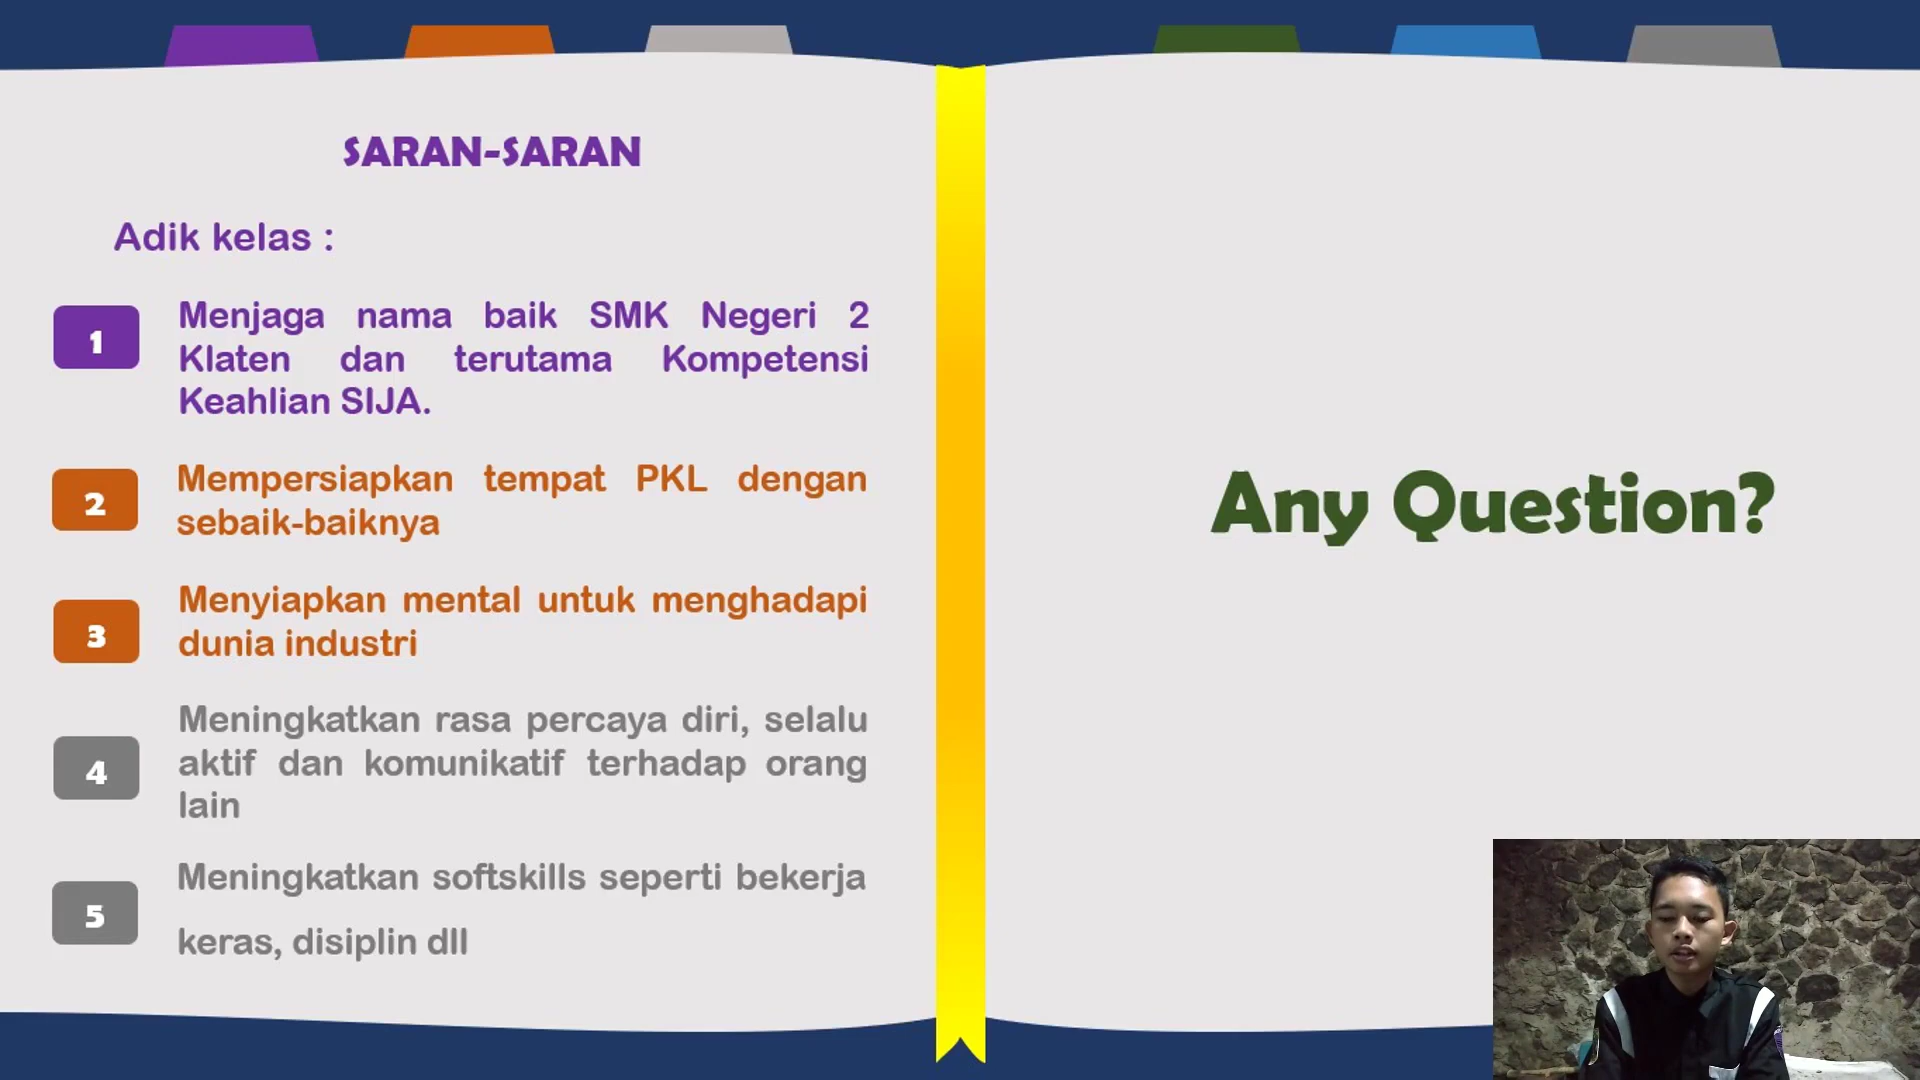 SARAN-SARAN
Adik kelas :
1
Menjaga nama baik SMK Negeri 2
Klaten dan terutama Kompetensi
Keahlian SIJA.
2
Mempersiapkan tempat PKL dengan
sebaik-baiknya
3
Menyiapkan mental untuk menghadapi
dunia industri
4
Meningkatkan rasa percaya diri, selalu
aktif dan komunikatif terhadap orang
lain
5
Meningkatkan softskills seperti bekerja
keras, disiplin dll
Any Question?